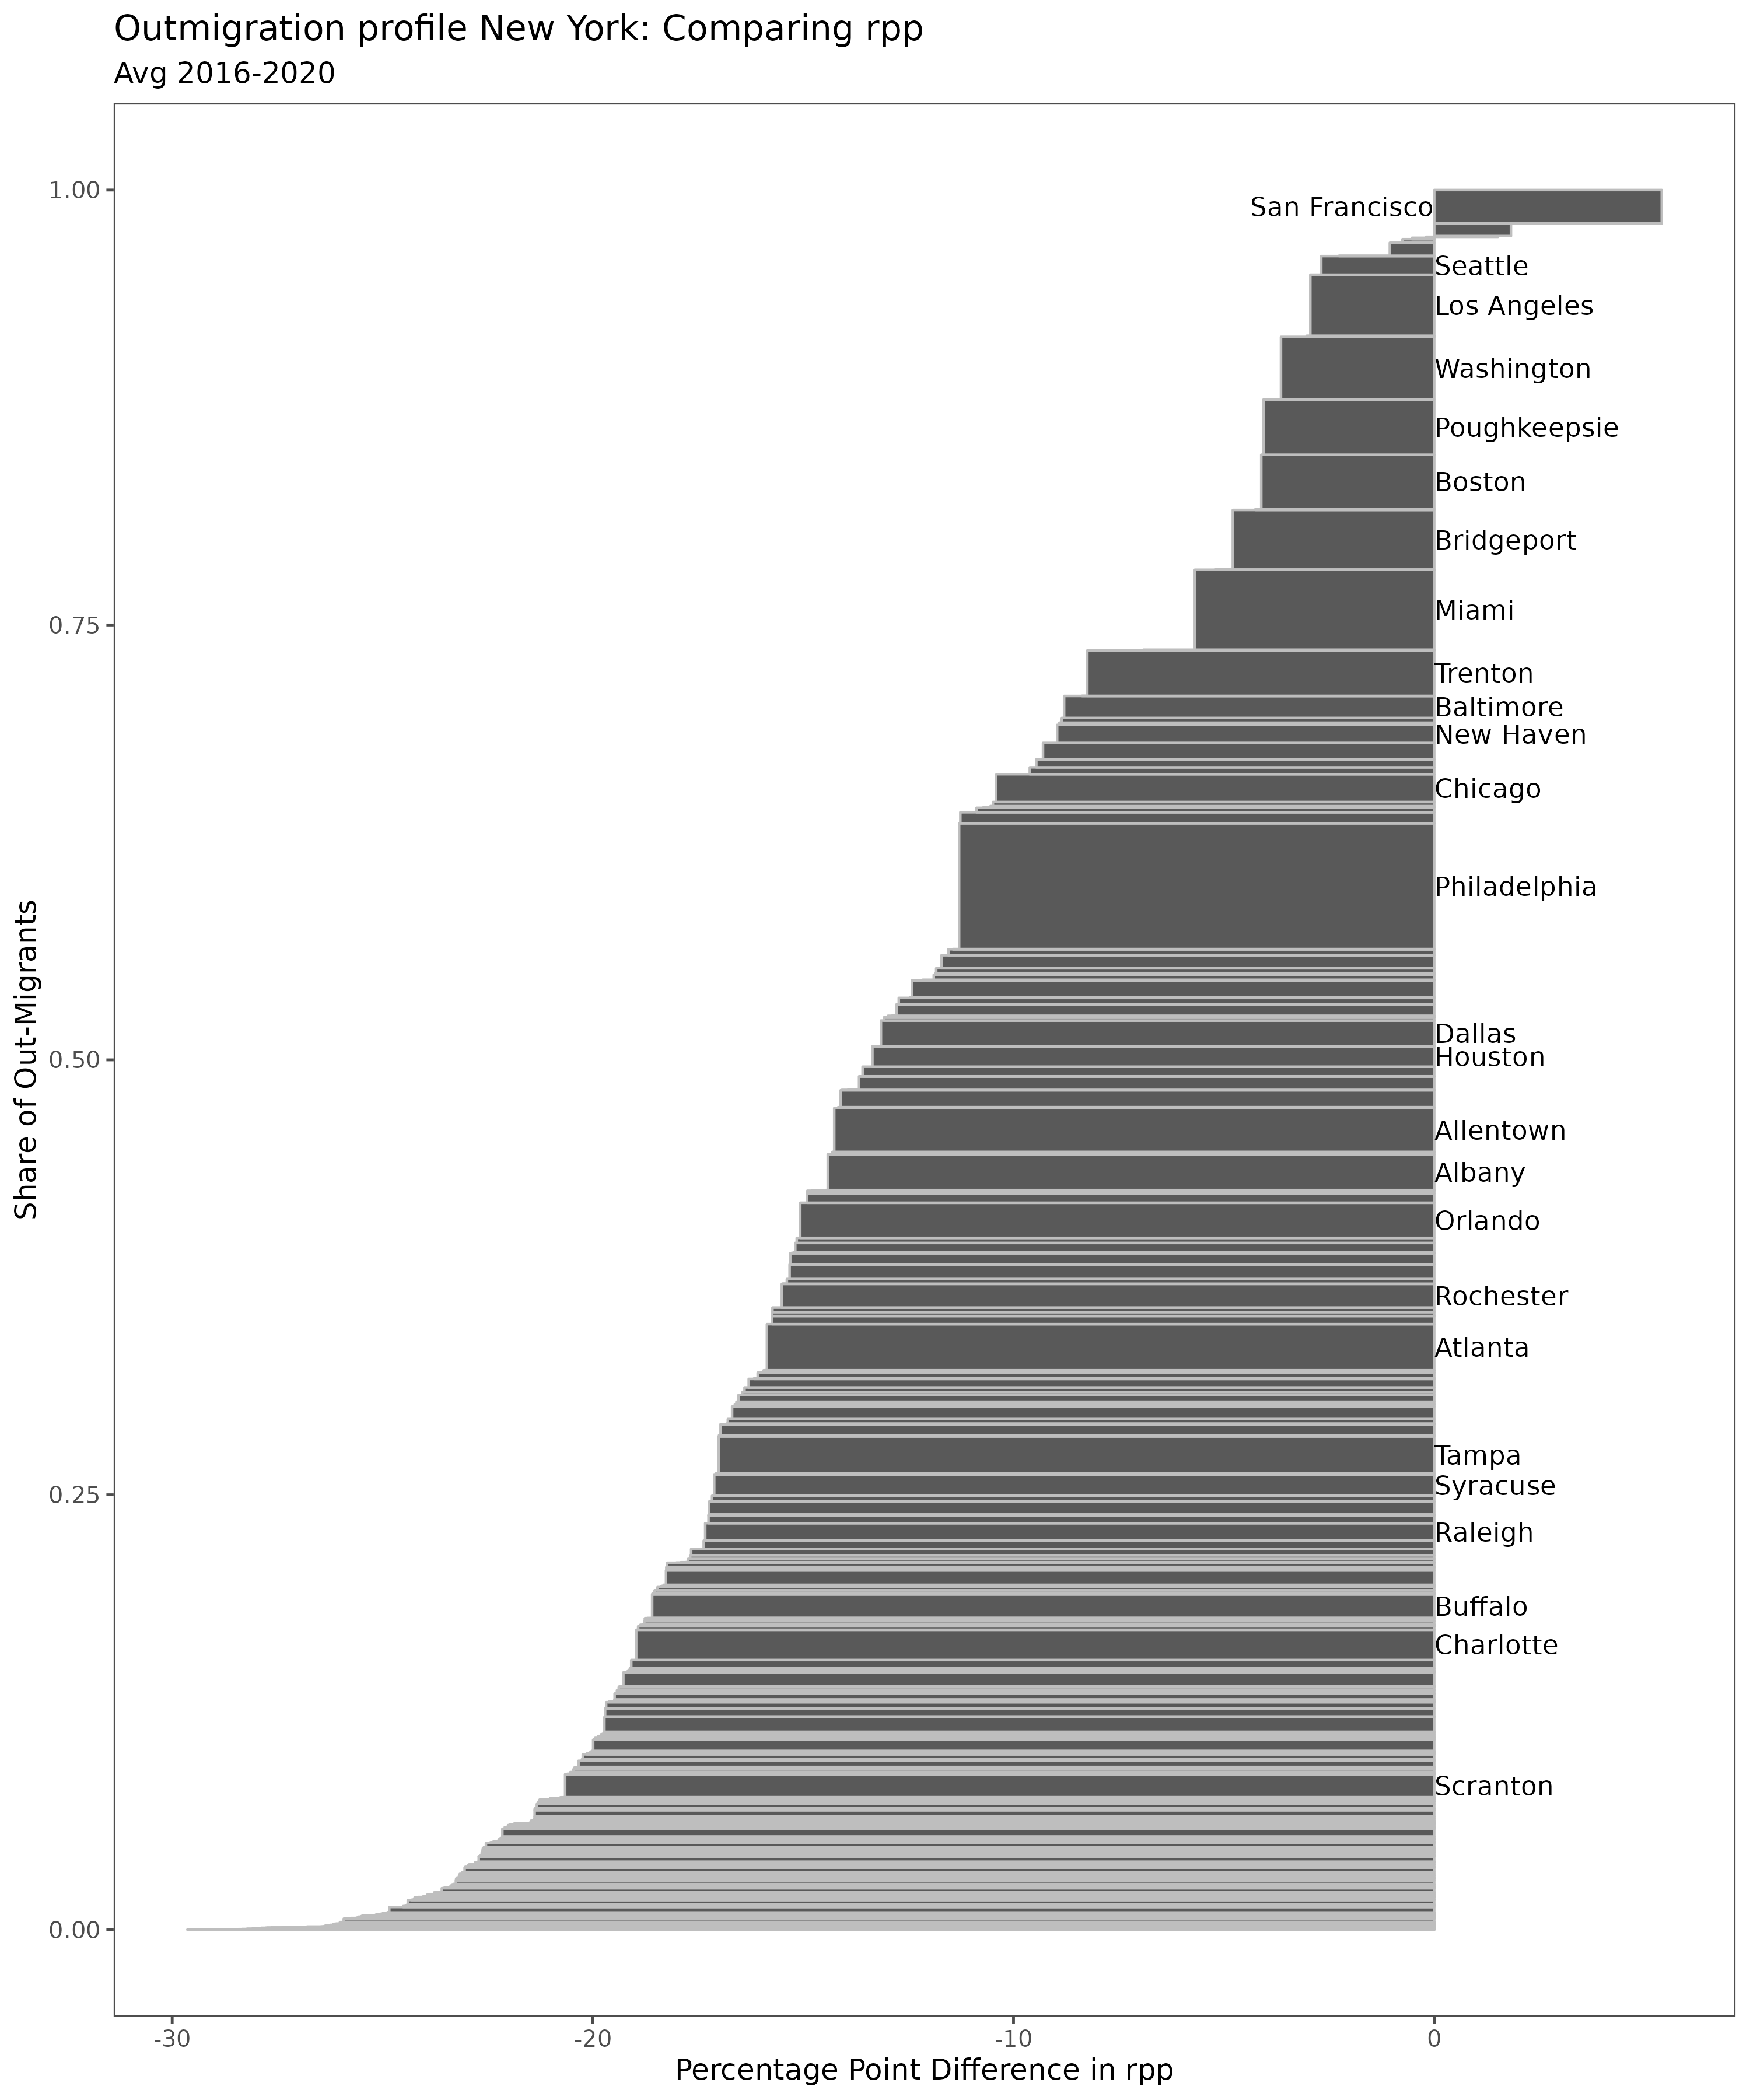 Outmigration profile New York: Comparing rpp
Avg 2016-2020
Share of Out-Migrants
1.00
0.75
0.50
0.25
0.00
San Francisco
Seattle
Los Angeles
Washington
Poughkeepsie
Boston
Bridgeport
Miami
Trenton
Baltimore
New Haven
Chicago
Philadelphia
Dallas
Houston
Allentown
Albany
Orlando
Rochester
Atlanta
Tampa
Syracuse
Raleigh
Buffalo
Charlotte
Scranton
-30 -20 -10 0
Percentage Point Difference in rpp